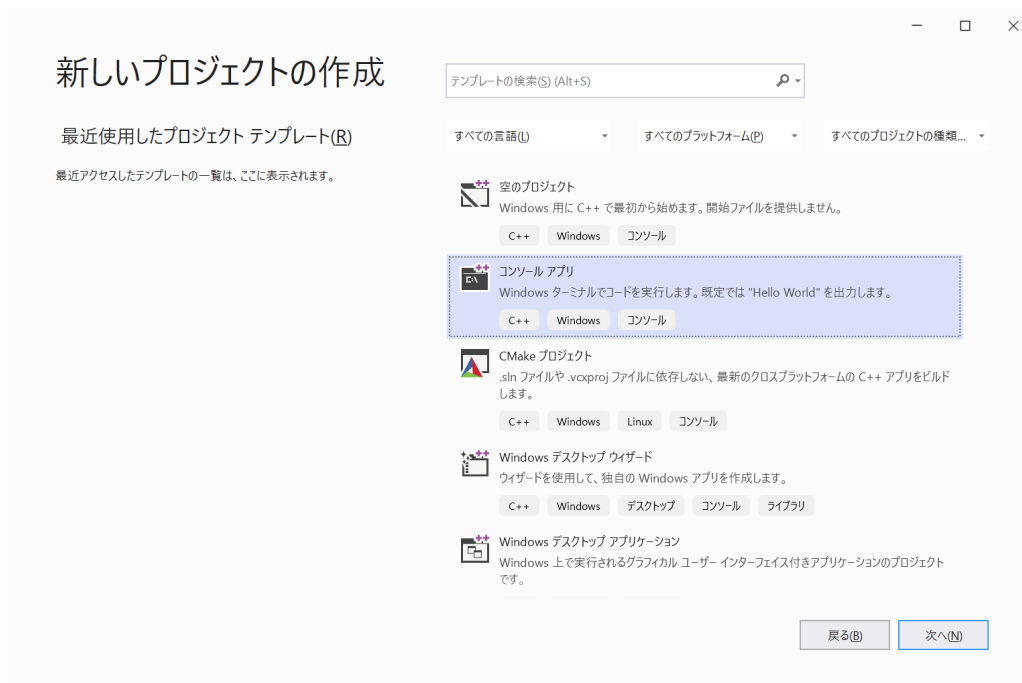 新しいプロジェクトの作成
テンプレートの検索(S) (Alt+S)
最近使用したプロジェクト テンプレート(R)
すべての言語(L)
すべてのプラットフォーム(P)
すべてのプロジェクトの種類...
最近アクセスしたテンプレートの一覧は、ここに表示されます。
空のプロジェクト
Windows 用に C++ で最初から始めます。開始ファイルを提供しません。
C++ Windows コンソール
コンソール アプリ
Windows ターミナルでコードを実行します。既定では "Hello World" を出力します。
C++ Windows コンソール
CMake プロジェクト
.sln ファイルや .vcxproj ファイルに依存しない、最新のクロスプラットフォームの C++ アプリをビルド
します。
C++ Windows Linux コンソール
Windows デスクトップ ウィザード
ウィザードを使用して、独自の Windows アプリを作成します。
C++ Windows デスクトップ コンソール ライブラリ
Windows デスクトップ アプリケーション
Windows 上で実行されるグラフィカル ユーザー インターフェイス付きアプリケーションのプロジェクト
です。
戻る(B)
次へ(N)